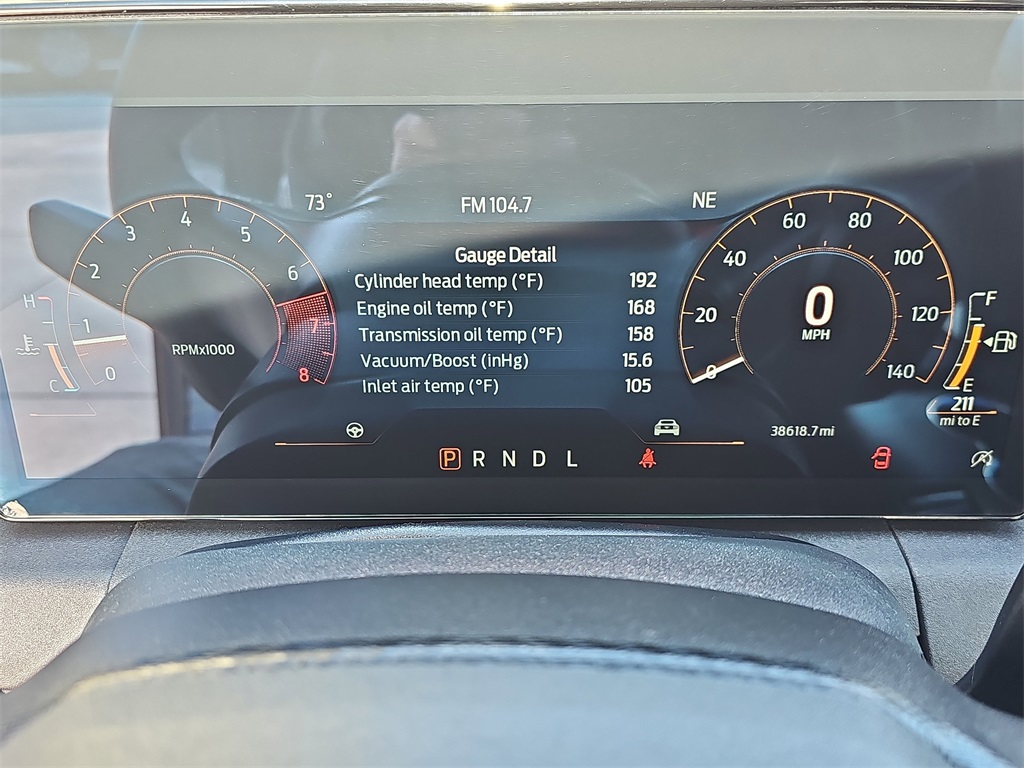 73° FM 104.7 NE
Gauge Detail
Cylinder head temp (°F) 192
Engine oil temp (°F) 168
Transmission oil temp (°F) 158
Vacuum/Boost (inHg) 15.6
Inlet air temp (°F) 105
H
C
0 1 2 3 4 5 6 7 8
RPMx1000
0 20 40 60 80 100 120 140
0
MPH
F
E
211
mi to E
38618.7 mi
P R N D L